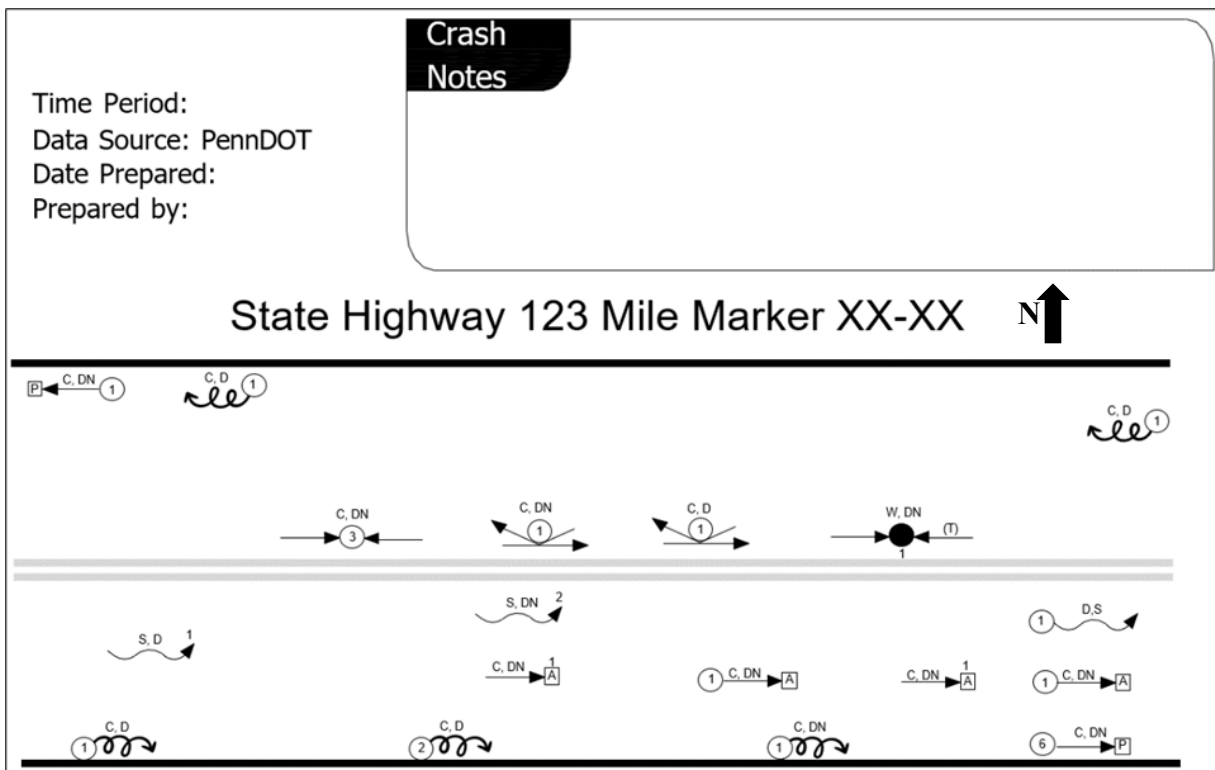 Crash
Notes
Time Period:
Data Source: PennDOT
Date Prepared:
Prepared by:
State Highway 123 Mile Marker XX-XX
N
P C, DN 1
C, D 1
C, D 1
C, DN 3
C, DN 1
C, D 1
W, DN (T) 1
S, D 1
S, DN 2
1 D,S
C, DN 1 A
1 C, DN A
C, DN 1 A
1 C, DN A
1 C, D
2 C, D
1 C, DN
6 C, DN P